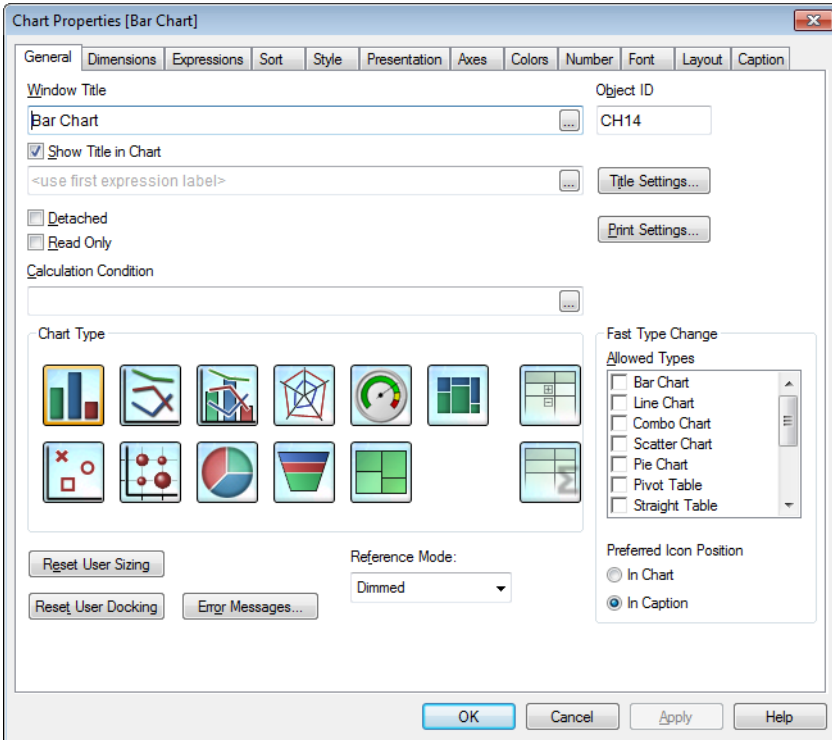 Chart Properties [Bar Chart]
General Dimensions Expressions Sort Style Presentation Axes Colors Number Font Layout Caption
Window Title
Object ID
Bar Chart
...
CH14
Show Title in Chart
<use first expression label>
...
Title Settings...
Detached
Print Settings...
Read Only
Calculation Condition
...
Chart Type
Fast Type Change
Allowed Types
Bar Chart
Line Chart
Combo Chart
Scatter Chart
Pie Chart
Pivot Table
Straight Table
Σ
Reset User Sizing
Reference Mode:
Preferred Icon Position
In Chart
Dimmed
Reset User Docking
Error Messages...
In Caption
OK
Cancel
Apply
Help